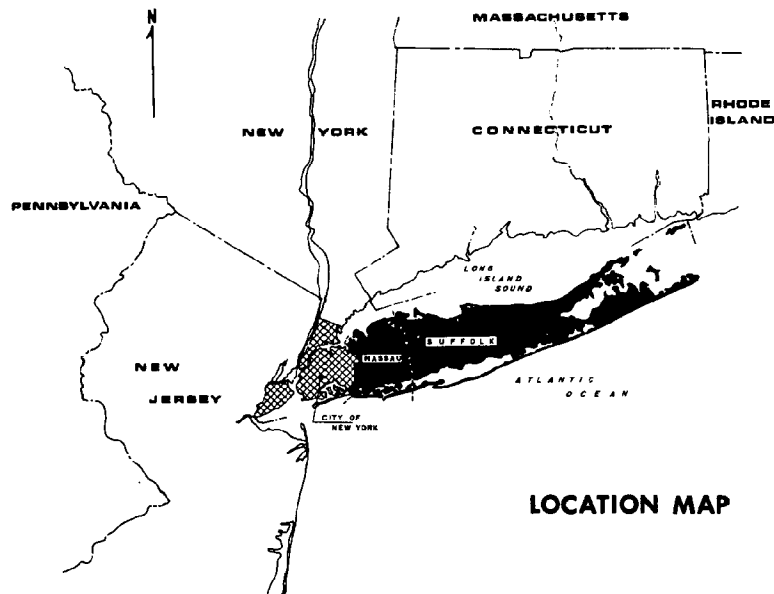 N
MASSACHUSETTS
NEW YORK
CONNECTICUT
RHODE
ISLAND
PENNSYLVANIA
LONG
ISLAND
SOUND
NASSAU
SUFFOLK
NEW
JERSEY
ATLANTIC
OCEAN
CITY OF
NEW YORK
LOCATION MAP